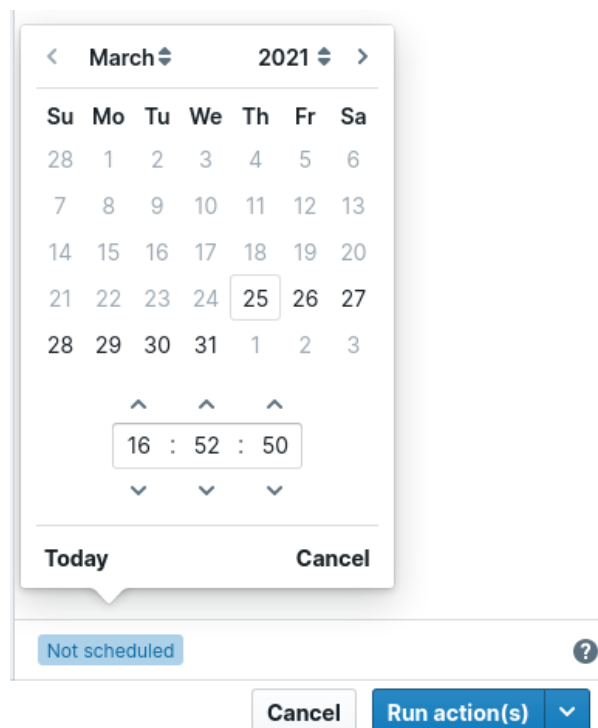 March 2021
Su Mo Tu We Th Fr Sa
28 1 2 3 4 5 6
7 8 9 10 11 12 13
14 15 16 17 18 19 20
21 22 23 24 25 26 27
28 29 30 31 1 2 3
16 : 52 : 50
Today Cancel
Not scheduled ?
Cancel Run action(s)